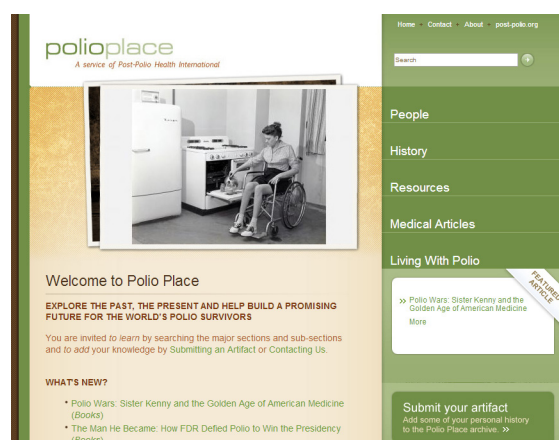 Home - Contact - About - post-polio.org
polioplace
A service of Post-Polio Health International
Search
People
History
Resources
Medical Articles
Living With Polio
FEATURED
ARTICLE
>> Polio Wars: Sister Kenny and the
Golden Age of American Medicine
More
Welcome to Polio Place
EXPLORE THE PAST, THE PRESENT AND HELP BUILD A PROMISING
FUTURE FOR THE WORLD'S POLIO SURVIVORS
You are invited to learn by searching the major sections and sub-sections
and to add your knowledge by Submitting an Artifact or Contacting Us.
WHAT'S NEW?
• Polio Wars: Sister Kenny and the Golden Age of American Medicine
(Books)
• The Man He Became: How FDR Defied Polio to Win the Presidency
(Books)
Submit your artifact
Add some of your personal history
to the Polio Place archive. >>